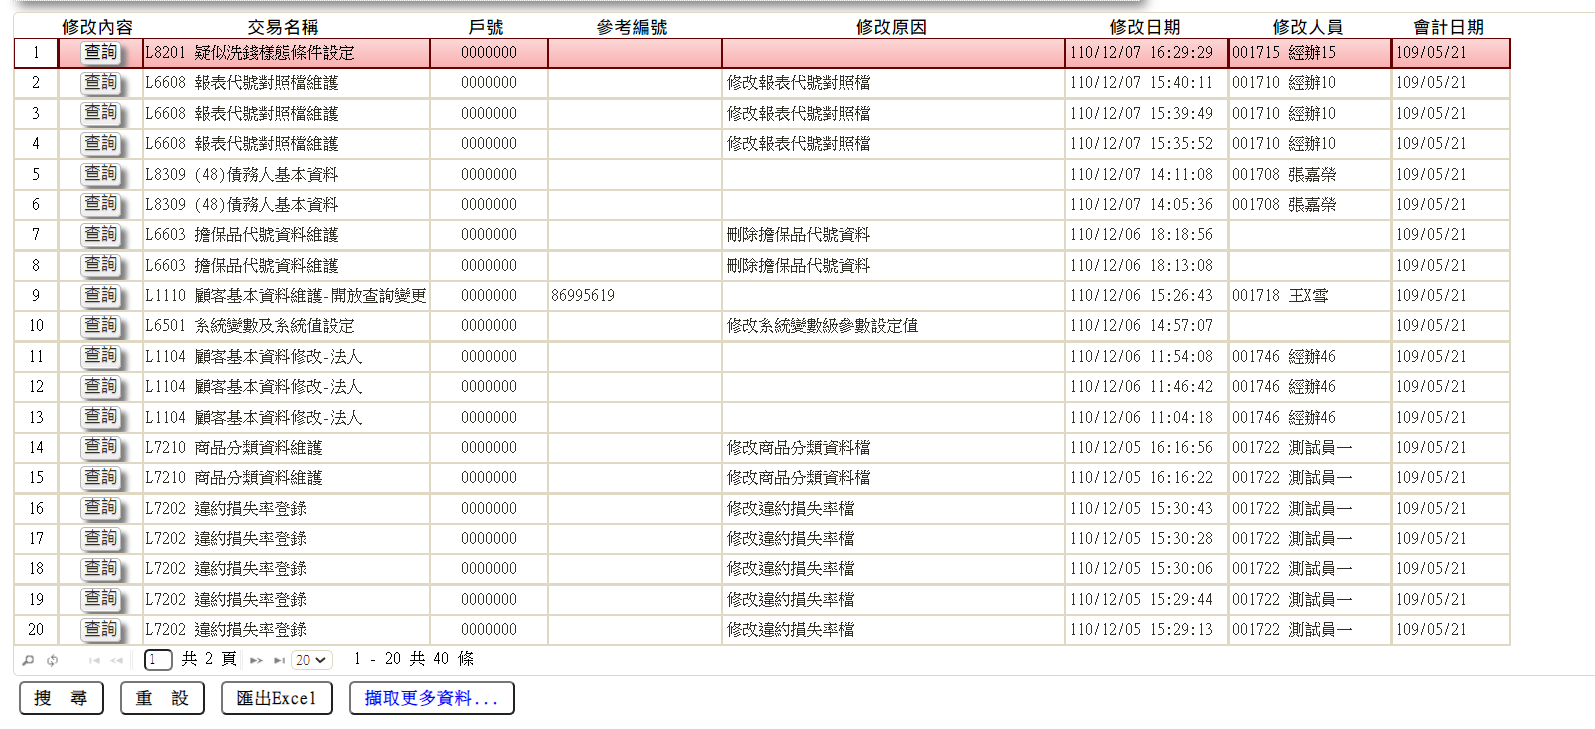 修改內容 交易名稱 戶號 參考編號 修改原因 修改日期 修改人員 會計日期
1 查詢 L8201 疑似洗錢樣態條件設定 0000000 110/12/07 16:29:29 001715 經辦15 109/05/21
2 查詢 L6608 報表代號對照檔維護 0000000 修改報表代號對照檔 110/12/07 15:40:11 001710 經辦10 109/05/21
3 查詢 L6608 報表代號對照檔維護 0000000 修改報表代號對照檔 110/12/07 15:39:49 001710 經辦10 109/05/21
4 查詢 L6608 報表代號對照檔維護 0000000 修改報表代號對照檔 110/12/07 15:35:52 001710 經辦10 109/05/21
5 查詢 L8309 (48)債務人基本資料 0000000 110/12/07 14:11:08 001708 張嘉榮 109/05/21
6 查詢 L8309 (48)債務人基本資料 0000000 110/12/07 14:05:36 001708 張嘉榮 109/05/21
7 查詢 L6603 擔保品代號資料維護 0000000 刪除擔保品代號資料 110/12/06 18:18:56 109/05/21
8 查詢 L6603 擔保品代號資料維護 0000000 刪除擔保品代號資料 110/12/06 18:13:08 109/05/21
9 查詢 L1110 顧客基本資料維護-開放查詢變更 0000000 86995619 110/12/06 15:26:43 001718 王X雪 109/05/21
10 查詢 L6501 系統變數及系統值設定 0000000 修改系統變數級參數設定值 110/12/06 14:57:07 109/05/21
11 查詢 L1104 顧客基本資料修改-法人 0000000 110/12/06 11:54:08 001746 經辦46 109/05/21
12 查詢 L1104 顧客基本資料修改-法人 0000000 110/12/06 11:46:42 001746 經辦46 109/05/21
13 查詢 L1104 顧客基本資料修改-法人 0000000 110/12/06 11:04:18 001746 經辦46 109/05/21
14 查詢 L7210 商品分類資料維護 0000000 修改商品分類資料檔 110/12/05 16:16:56 001722 測試員一 109/05/21
15 查詢 L7210 商品分類資料維護 0000000 修改商品分類資料檔 110/12/05 16:16:22 001722 測試員一 109/05/21
16 查詢 L7202 違約損失率登錄 0000000 修改違約損失率檔 110/12/05 15:30:43 001722 測試員一 109/05/21
17 查詢 L7202 違約損失率登錄 0000000 修改違約損失率檔 110/12/05 15:30:28 001722 測試員一 109/05/21
18 查詢 L7202 違約損失率登錄 0000000 修改違約損失率檔 110/12/05 15:30:06 001722 測試員一 109/05/21
19 查詢 L7202 違約損失率登錄 0000000 修改違約損失率檔 110/12/05 15:29:44 001722 測試員一 109/05/21
20 查詢 L7202 違約損失率登錄 0000000 修改違約損失率檔 110/12/05 15:29:13 001722 測試員一 109/05/21
1 共 2 頁 20 1 - 20 共 40 條
搜 尋 重 設 匯出Excel 擷取更多資料...